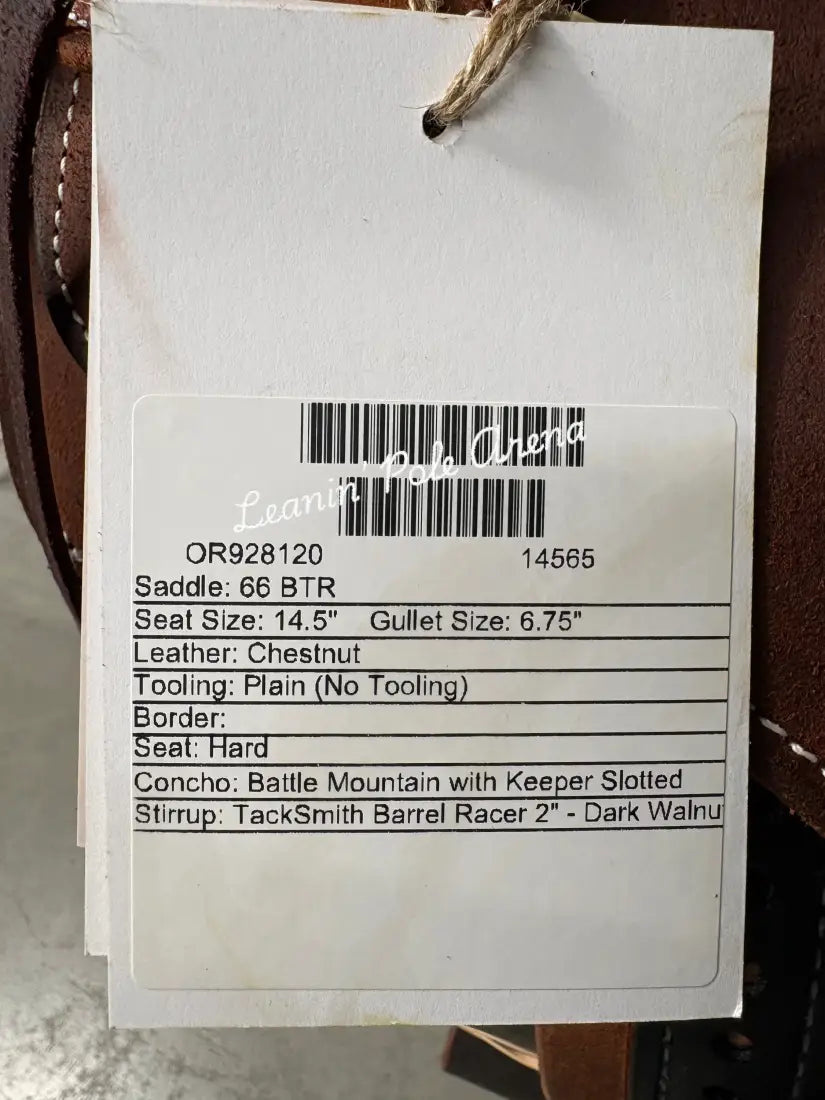 Leanin' Pole Arena
OR928120 14565
Saddle: 66 BTR
Seat Size: 14.5" Gullet Size: 6.75"
Leather: Chestnut
Tooling: Plain (No Tooling)
Border:
Seat: Hard
Concho: Battle Mountain with Keeper Slotted
Stirrup: TackSmith Barrel Racer 2" - Dark Walnu